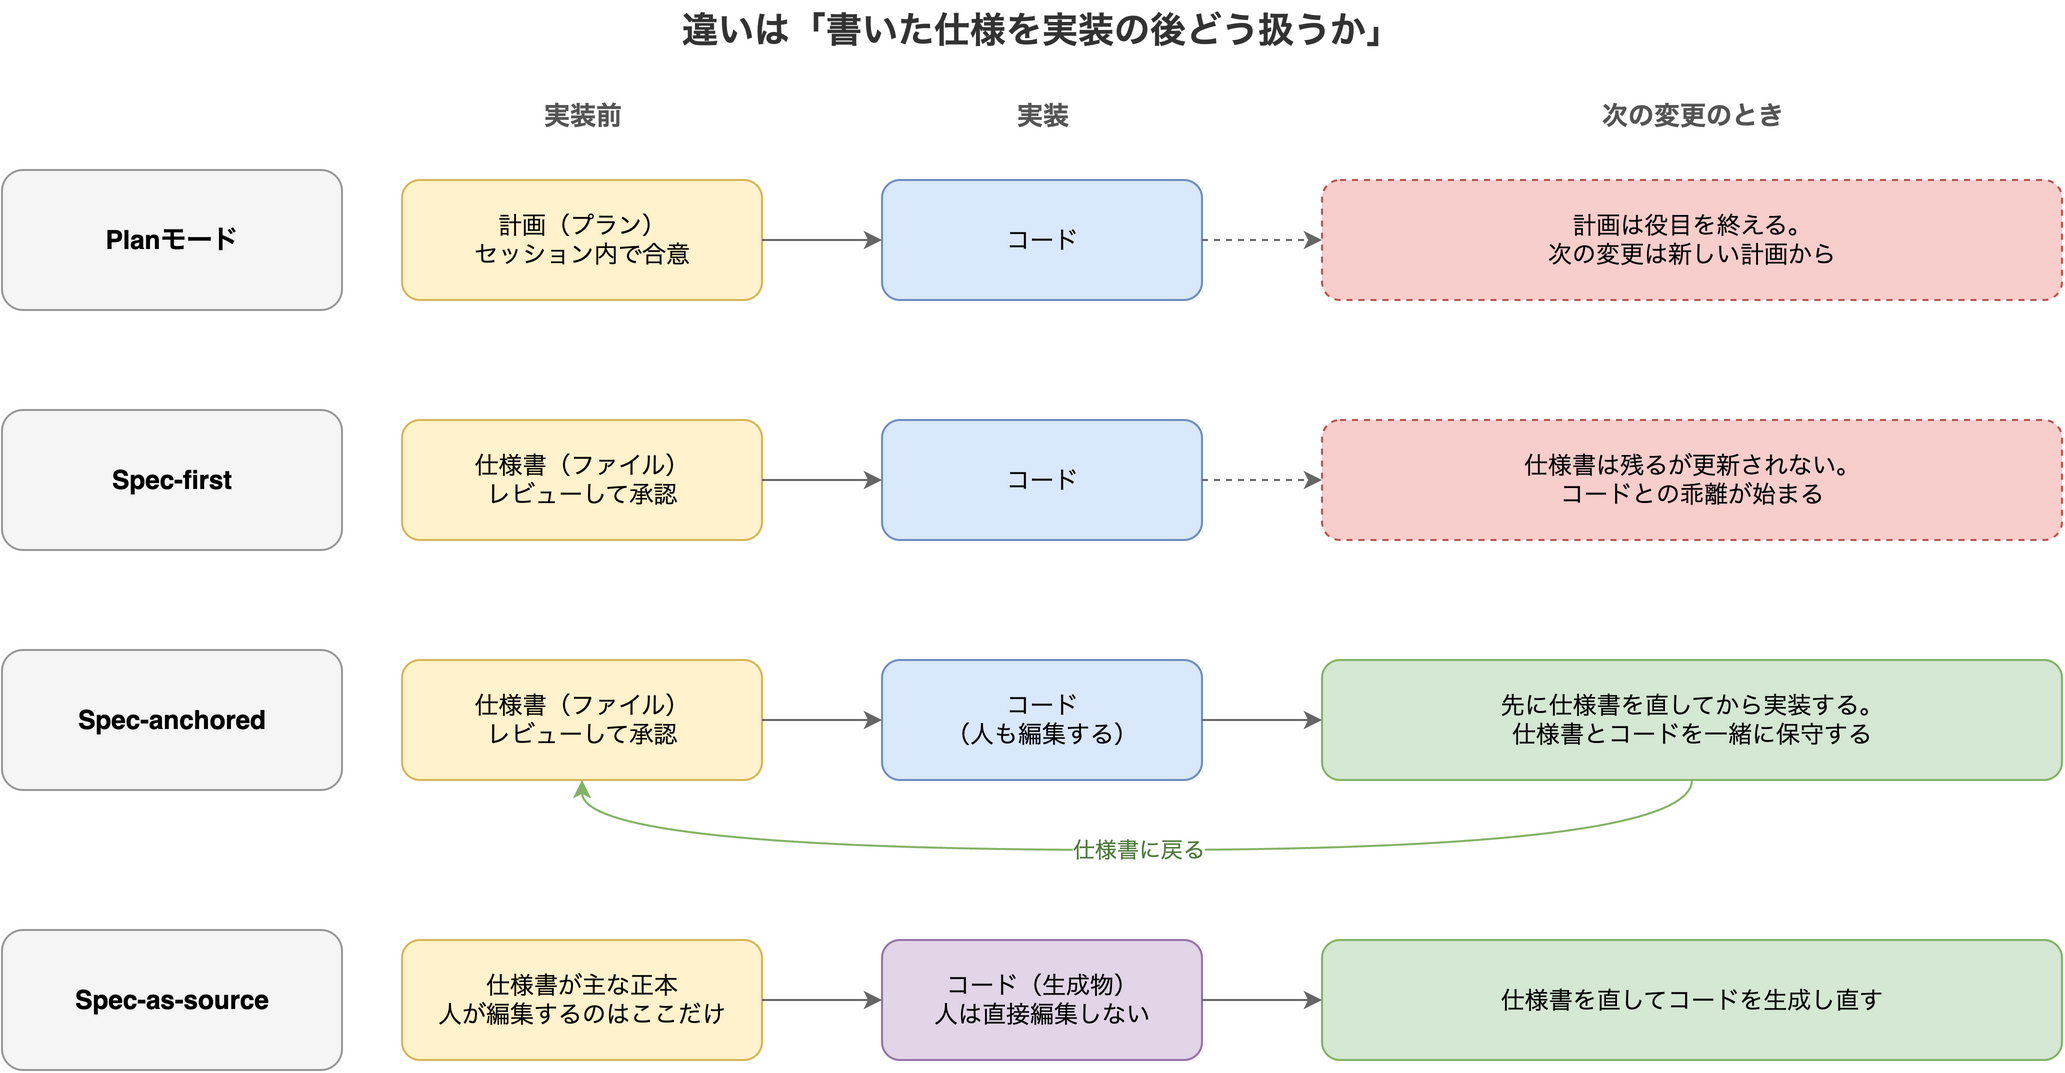 違いは「書いた仕様を実装の後どう扱うか」
実装前
実装
次の変更のとき
Planモード
計画（プラン）
セッション内で合意
コード
計画は役目を終える。
次の変更は新しい計画から
Spec-first
仕様書（ファイル）
レビューして承認
コード
仕様書は残るが更新されない。
コードとの乖離が始まる
Spec-anchored
仕様書（ファイル）
レビューして承認
コード
（人も編集する）
先に仕様書を直してから実装する。
仕様書とコードを一緒に保守する
仕様書に戻る
Spec-as-source
仕様書が主な正本
人が編集するのはここだけ
コード（生成物）
人は直接編集しない
仕様書を直してコードを生成し直す